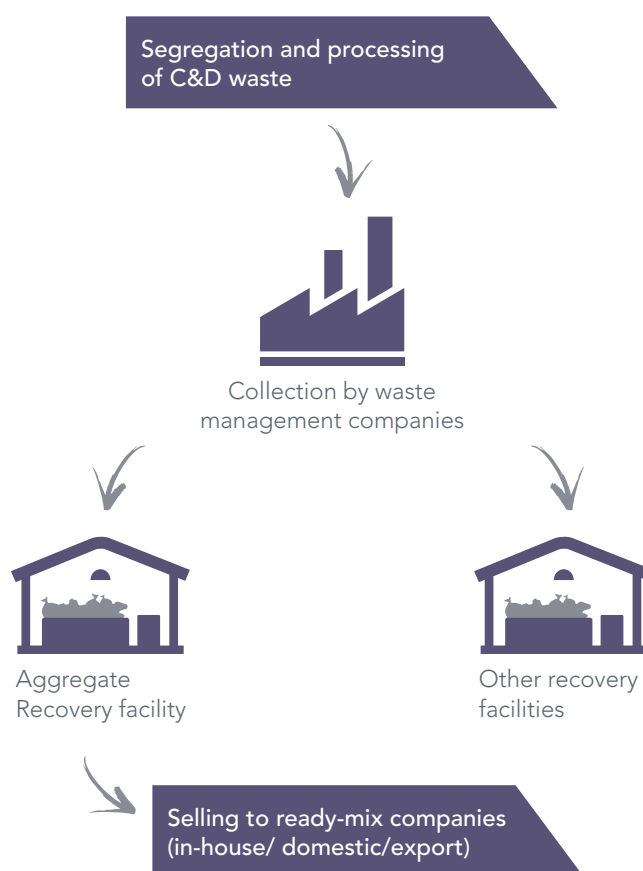 Segregation and processing
of C&D waste
Collection by waste
management companies
Aggregate
Recovery facility
Other recovery
facilities
Selling to ready-mix companies
(in-house/ domestic/export)